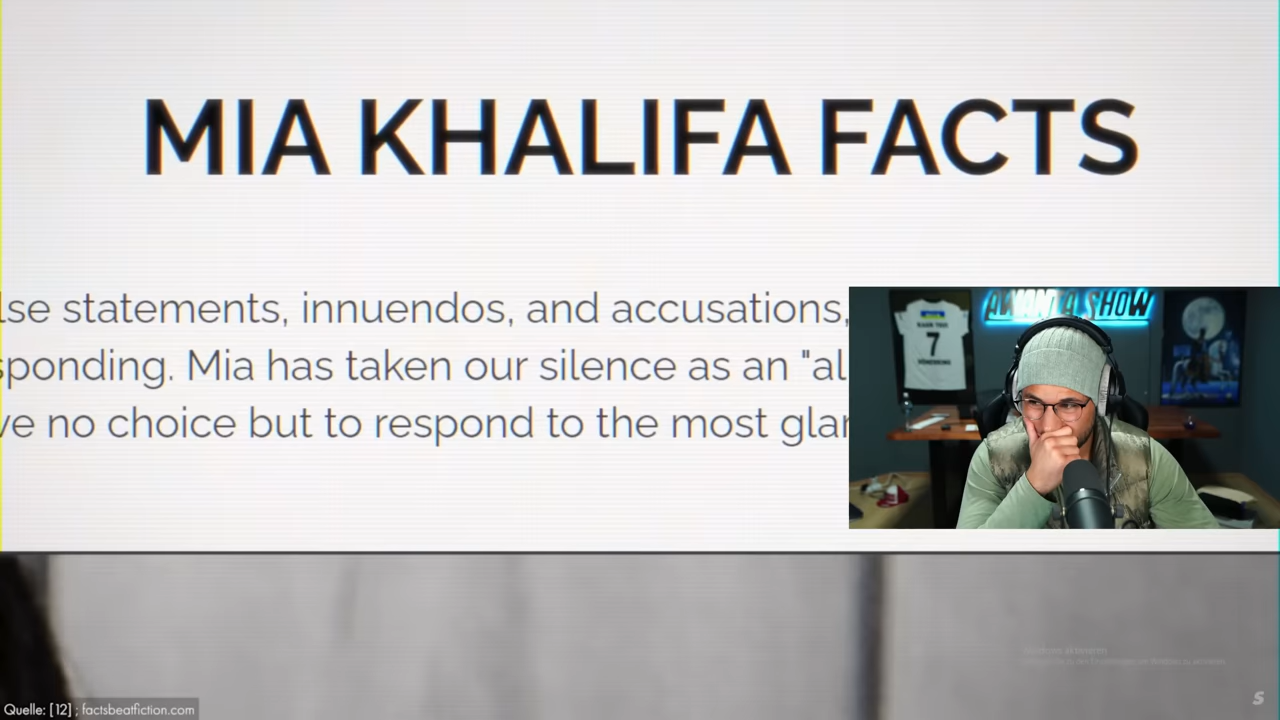 MIA KHALIFA FACTS
lse statements, innuendos, and accusations,
sponding. Mia has taken our silence as an "al
ve no choice but to respond to the most glar
SHOW
7
Quelle: [12] ; factsbeatfiction.com
S